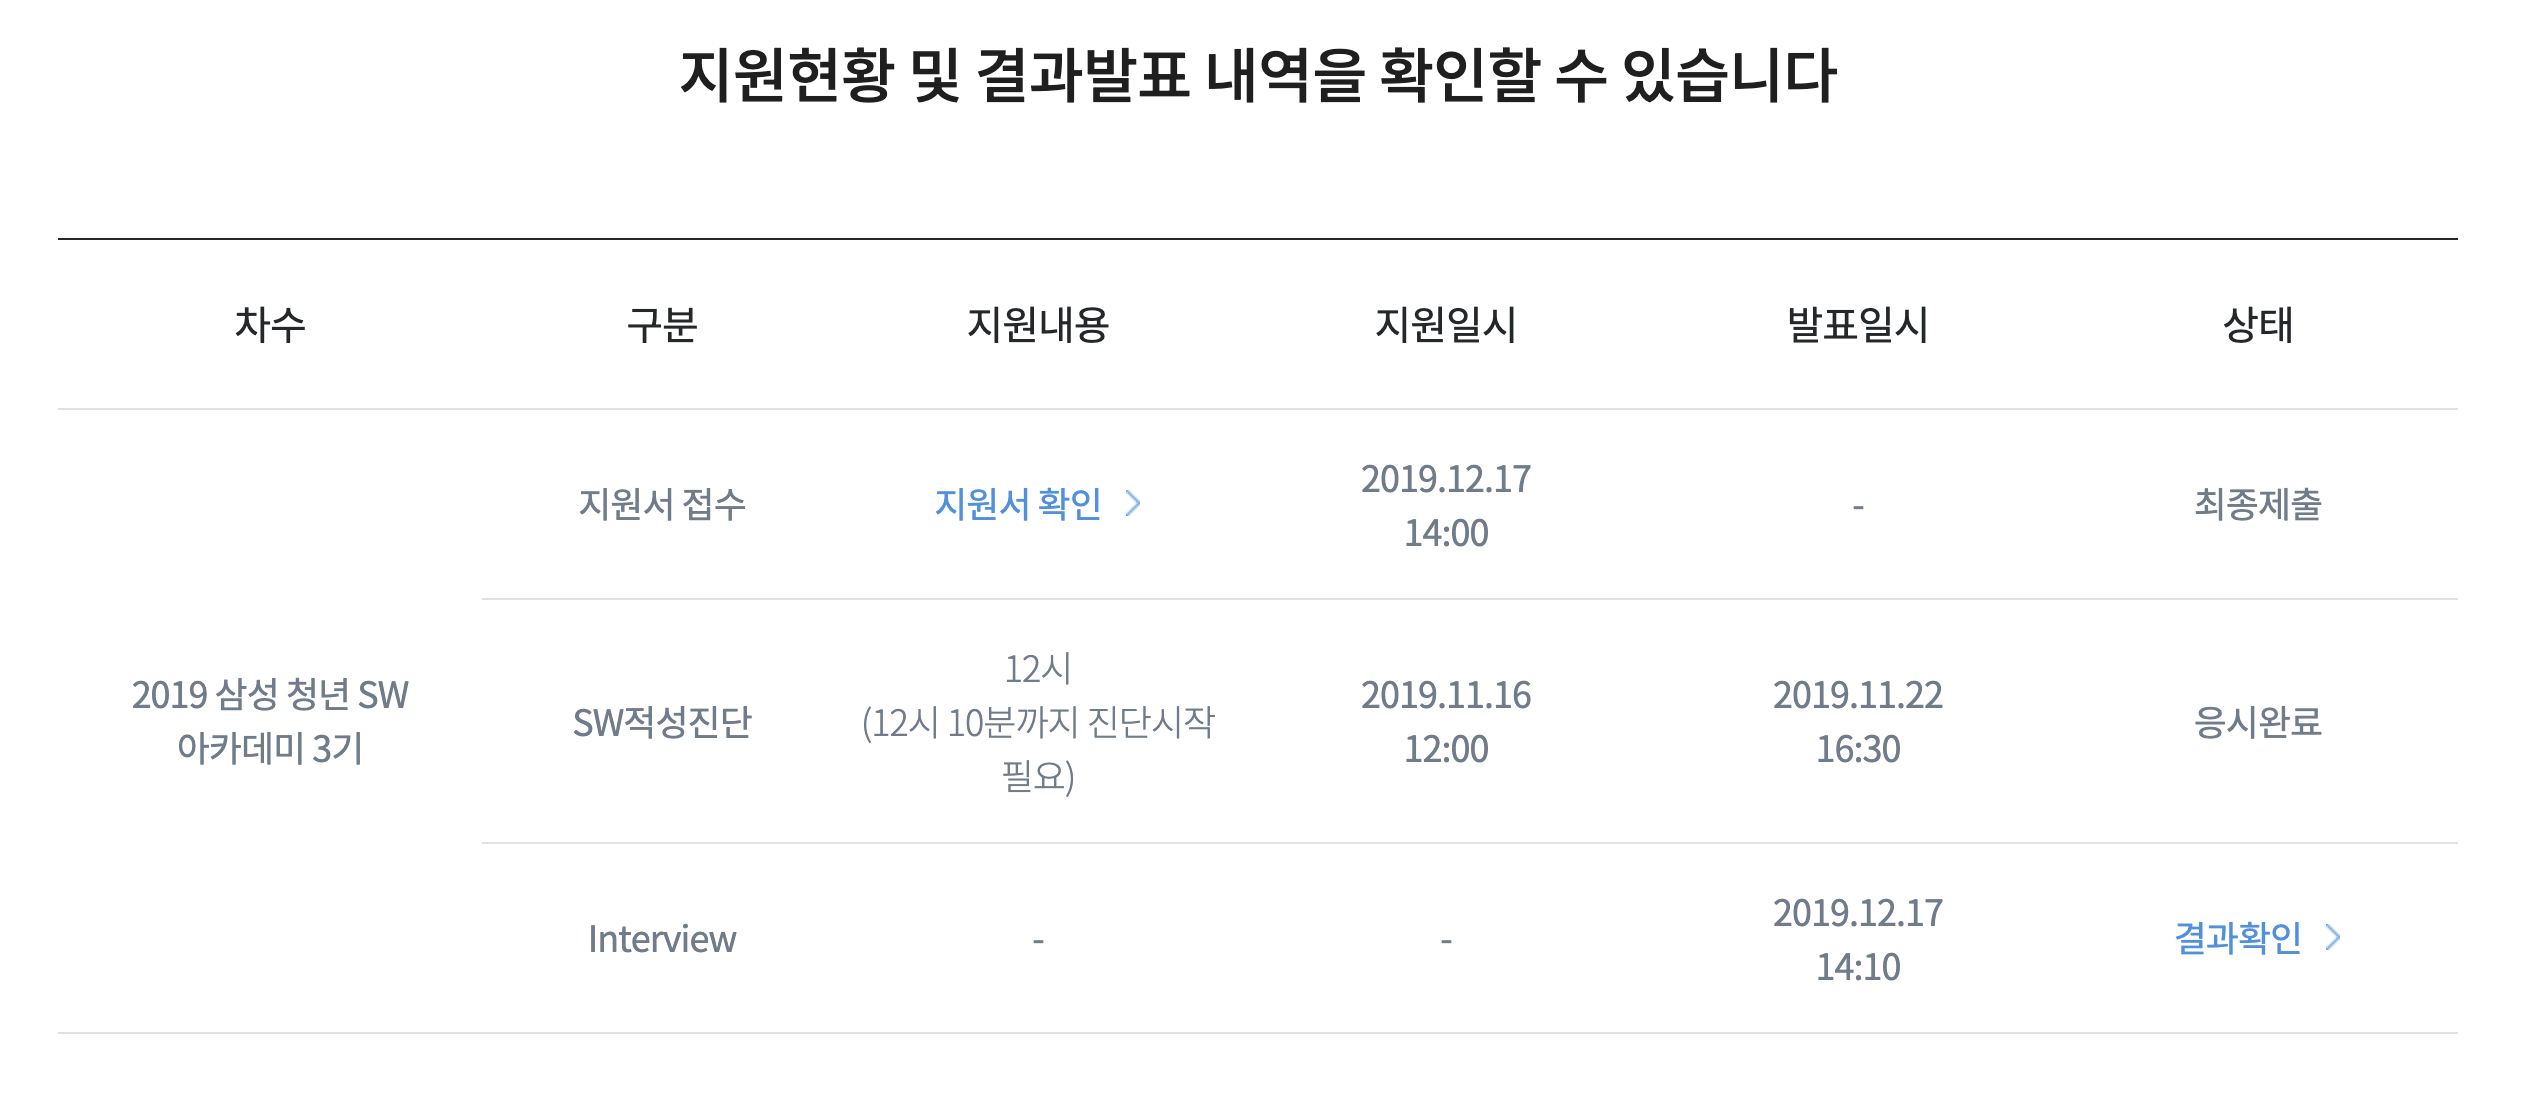 지원현황 및 결과발표 내역을 확인할 수 있습니다
차수 구분 지원내용 지원일시 발표일시 상태
2019 삼성 청년 SW
아카데미 3기
지원서 접수
지원서 확인 >
2019.12.17
14:00
-
최종제출
SW적성진단
12시
(12시 10분까지 진단시작
필요)
2019.11.16
12:00
2019.11.22
16:30
응시완료
Interview
-
-
2019.12.17
14:10
결과확인 >